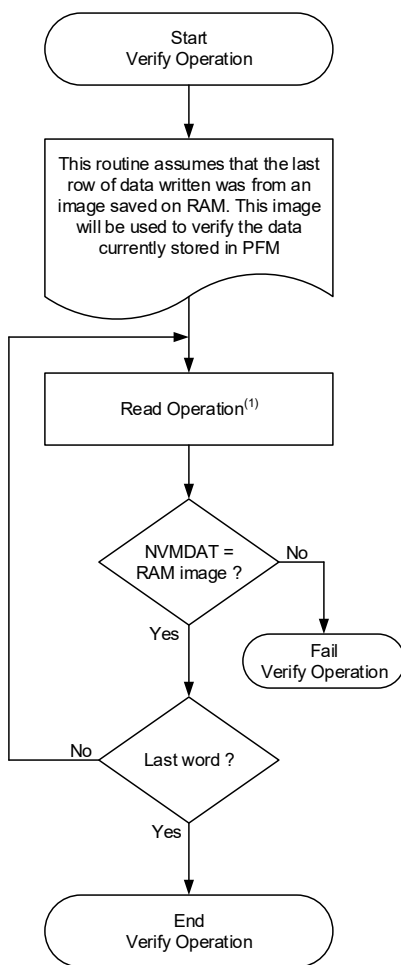 Start
Verify Operation
This routine assumes that the last
row of data written was from an
image saved on RAM. This image
will be used to verify the data
currently stored in PFM
Read Operation(1)
NVMDAT =
RAM image ?
No
Yes
Fail
Verify Operation
No
Last word ?
Yes
End
Verify Operation